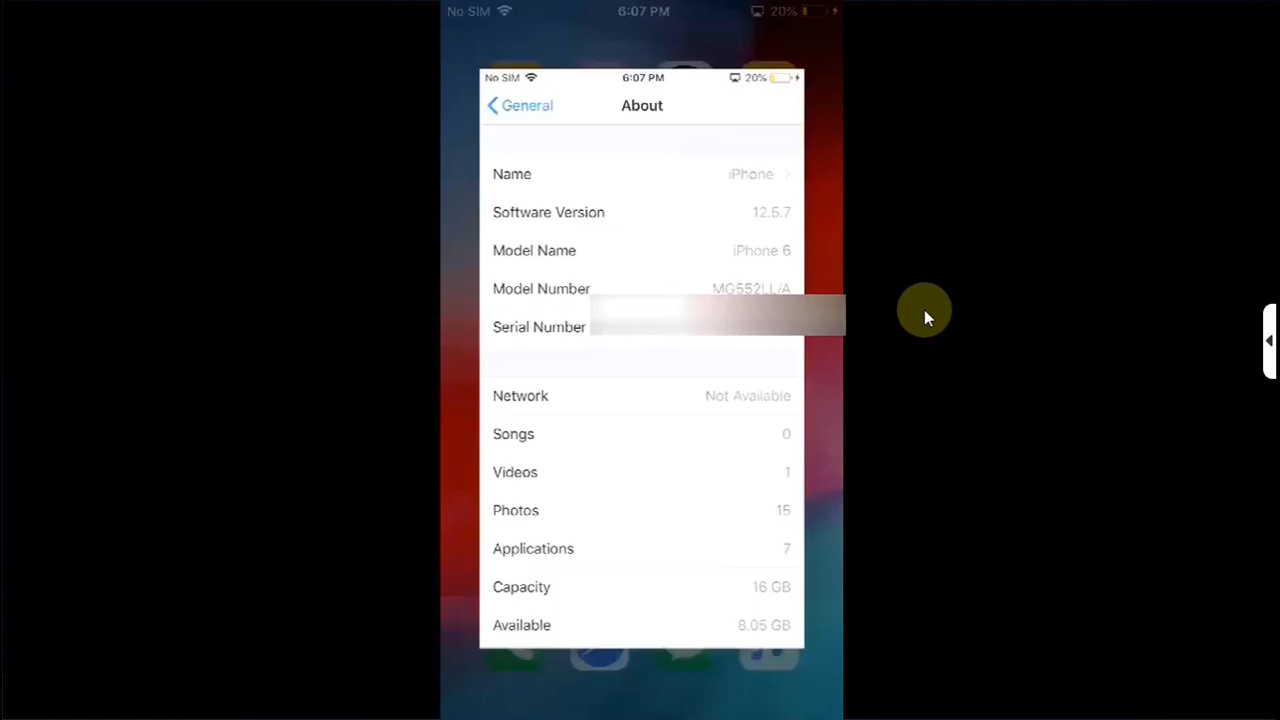 No SIM 6:07 PM 20%
No SIM 6:07 PM 20%
General About
Name iPhone
Software Version 12.5.7
Model Name iPhone 6
Model Number MG552LL/A
Serial Number
Network Not Available
Songs 0
Videos 1
Photos 15
Applications 7
Capacity 16 GB
Available 8.05 GB